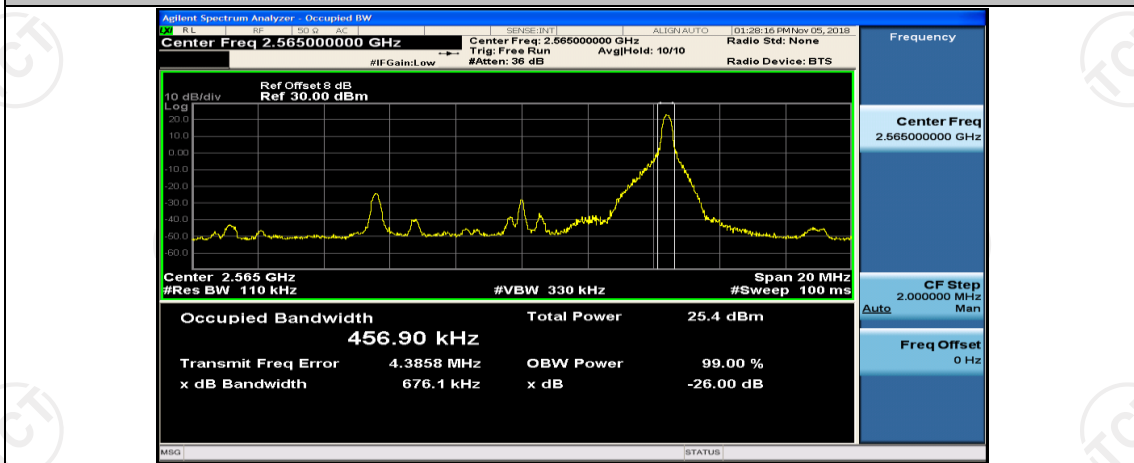 Agilent Spectrum Analyzer - Occupied BW
LXI RL RF 50 Ω AC SENSE:INT ALIGN AUTO 01:28:16 PM Nov 05, 2018
Center Freq 2.565000000 GHz
Center Freq: 2.565000000 GHz
Radio Std: None
Trig: Free Run Avg|Hold: 10/10
#IFGain:Low
#Atten: 36 dB
Radio Device: BTS
Frequency
Ref Offset 8 dB
10 dB/div Ref 30.00 dBm
Log
20.0
10.0
0.00
-10.0
-20.0
-30.0
-40.0
-50.0
-60.0
Center Freq
2.565000000 GHz
Center 2.565 GHz Span 20 MHz
#Res BW 110 kHz #VBW 330 kHz #Sweep 100 ms
CF Step
2.000000 MHz
Auto Man
Occupied Bandwidth Total Power 25.4 dBm
456.90 kHz
Freq Offset
0 Hz
Transmit Freq Error 4.3858 MHz OBW Power 99.00 %
x dB Bandwidth 676.1 kHz x dB -26.00 dB
MSG STATUS
TCT
TCT
TCT
TCT